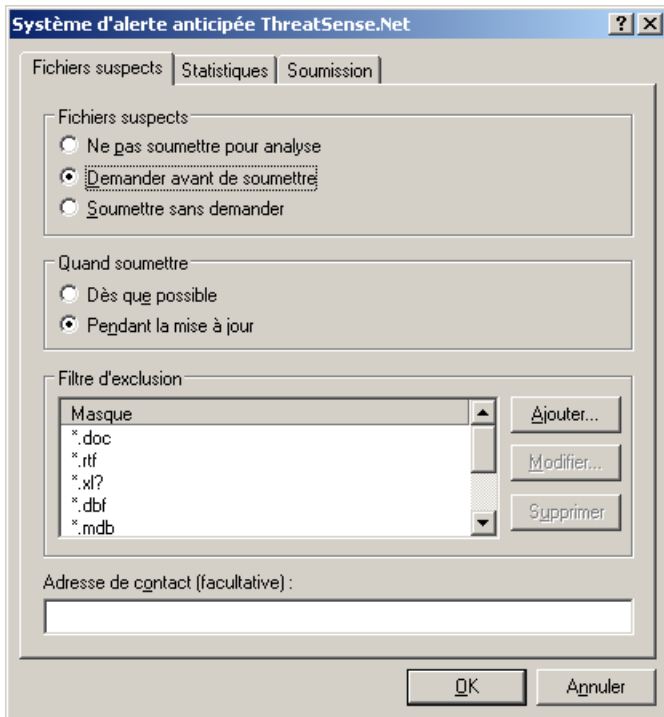 Système d'alerte anticipée ThreatSense.Net
Fichiers suspects
Statistiques
Soumission
Fichiers suspects
Ne pas soumettre pour analyse
Demander avant de soumettre
Soumettre sans demander
Quand soumettre
Dès que possible
Pendant la mise à jour
Filtre d'exclusion
Masque
*.doc
*.rtf
*.xl?
*.dbf
*.mdb
Ajouter...
Modifier...
Supprimer
Adresse de contact (facultative) :
OK
Annuler